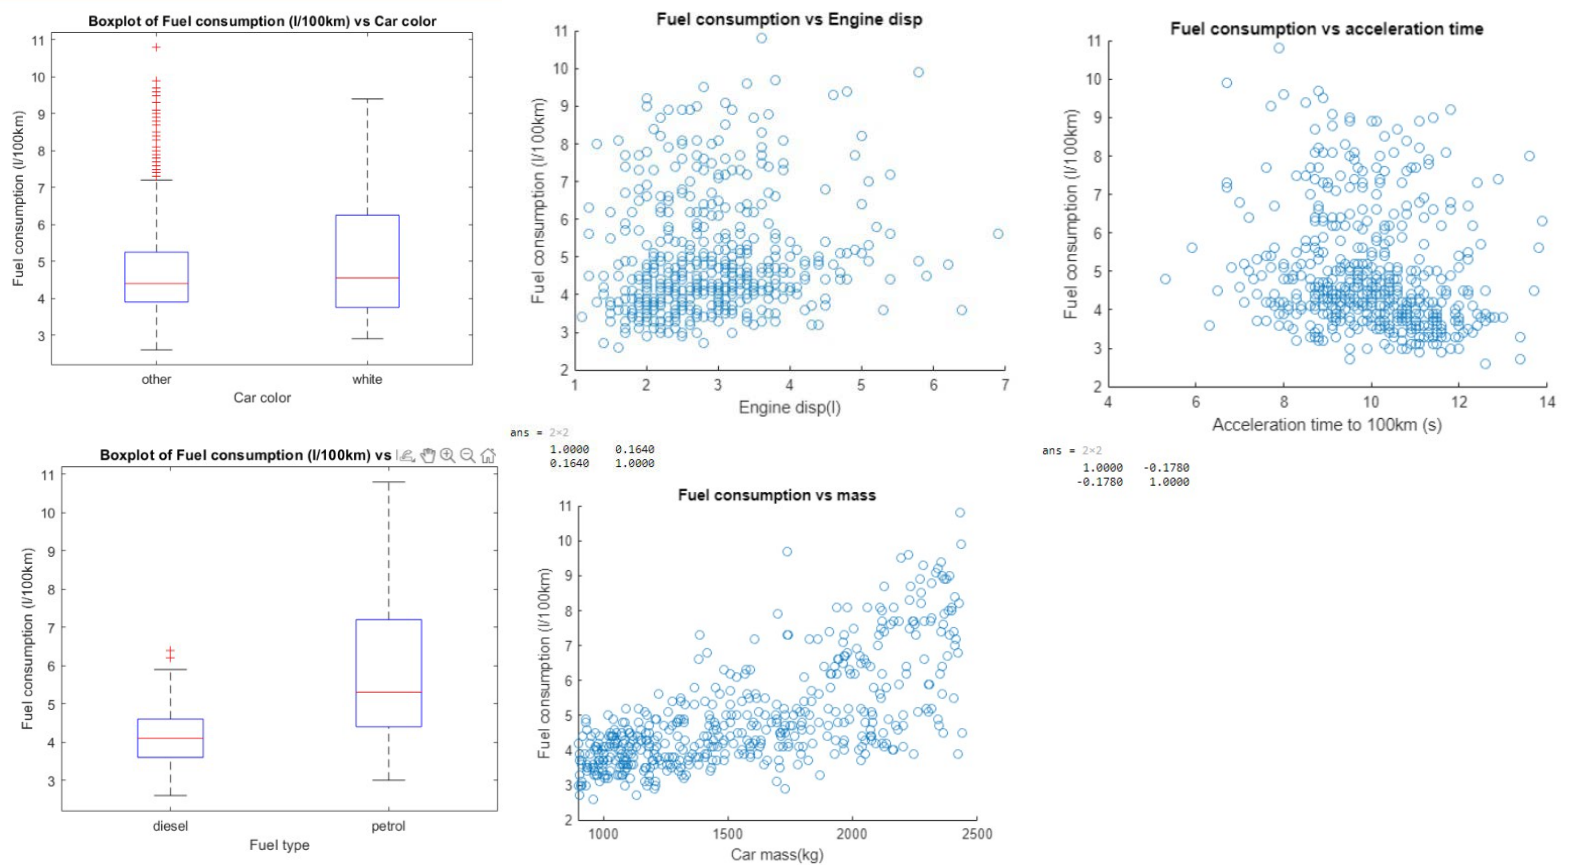 Boxplot of Fuel consumption (l/100km) vs Car color
11
10
9
8
7
6
5
4
3
Fuel consumption (l/100km)
other white
Car color
Fuel consumption vs Engine disp
11
10
9
8
7
6
5
4
3
2
Fuel consumption (l/100km)
1 2 3 4 5 6 7
Engine disp(l)
ans = 2×2
1.0000 0.1640
0.1640 1.0000
Fuel consumption vs acceleration time
11
10
9
8
7
6
5
4
3
2
Fuel consumption (l/100km)
4 6 8 10 12 14
Acceleration time to 100km (s)
ans = 2×2
1.0000 -0.1780
-0.1780 1.0000
Boxplot of Fuel consumption (l/100km) vs
11
10
9
8
7
6
5
4
3
Fuel consumption (l/100km)
diesel petrol
Fuel type
Fuel consumption vs mass
11
10
9
8
7
6
5
4
3
2
Fuel consumption (l/100km)
1000 1500 2000 2500
Car mass(kg)